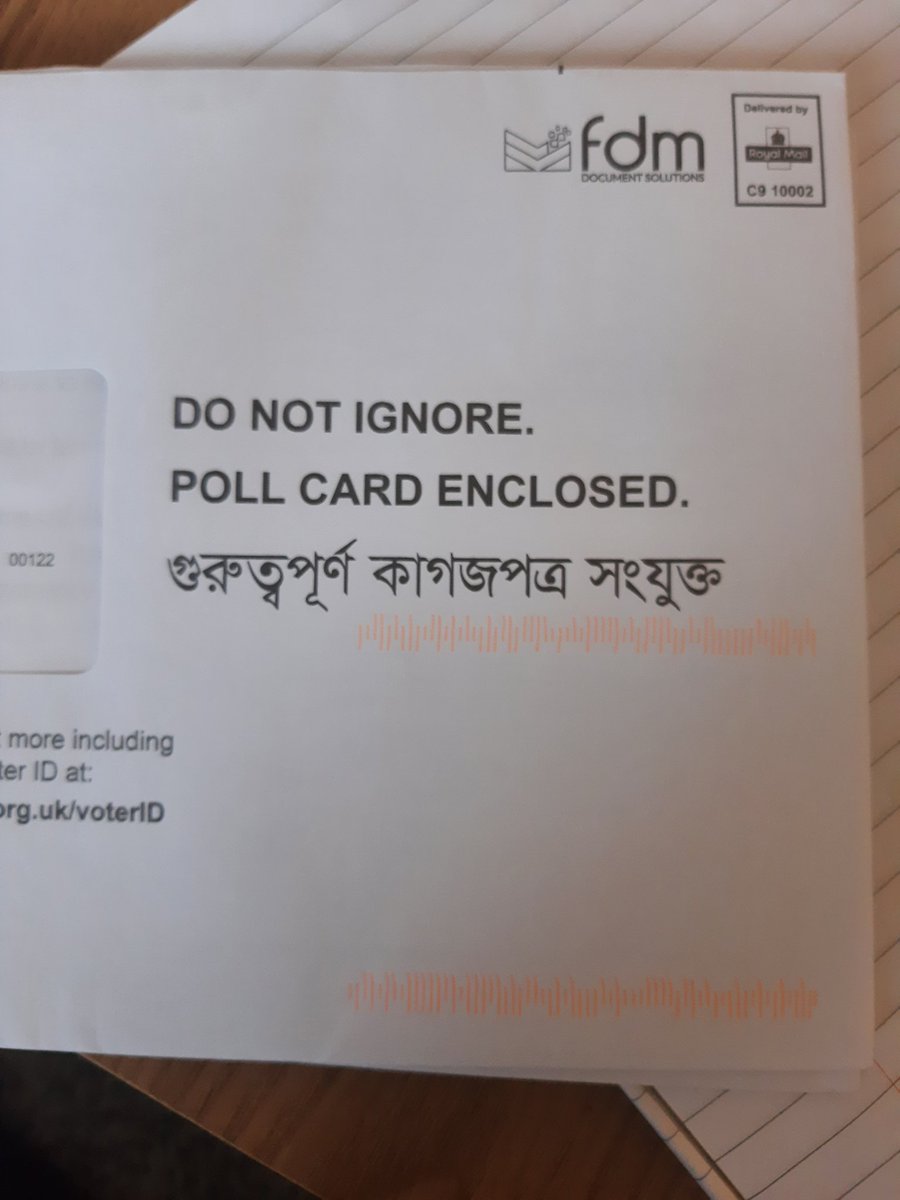 fdm
DOCUMENT SOLUTIONS
Delivered by
Royal Mail
C9 10002
DO NOT IGNORE.
POLL CARD ENCLOSED.
গুরুত্বপূর্ণ কাগজপত্র সংযুক্ত
00122
more including
ID at:
org.uk/voterID